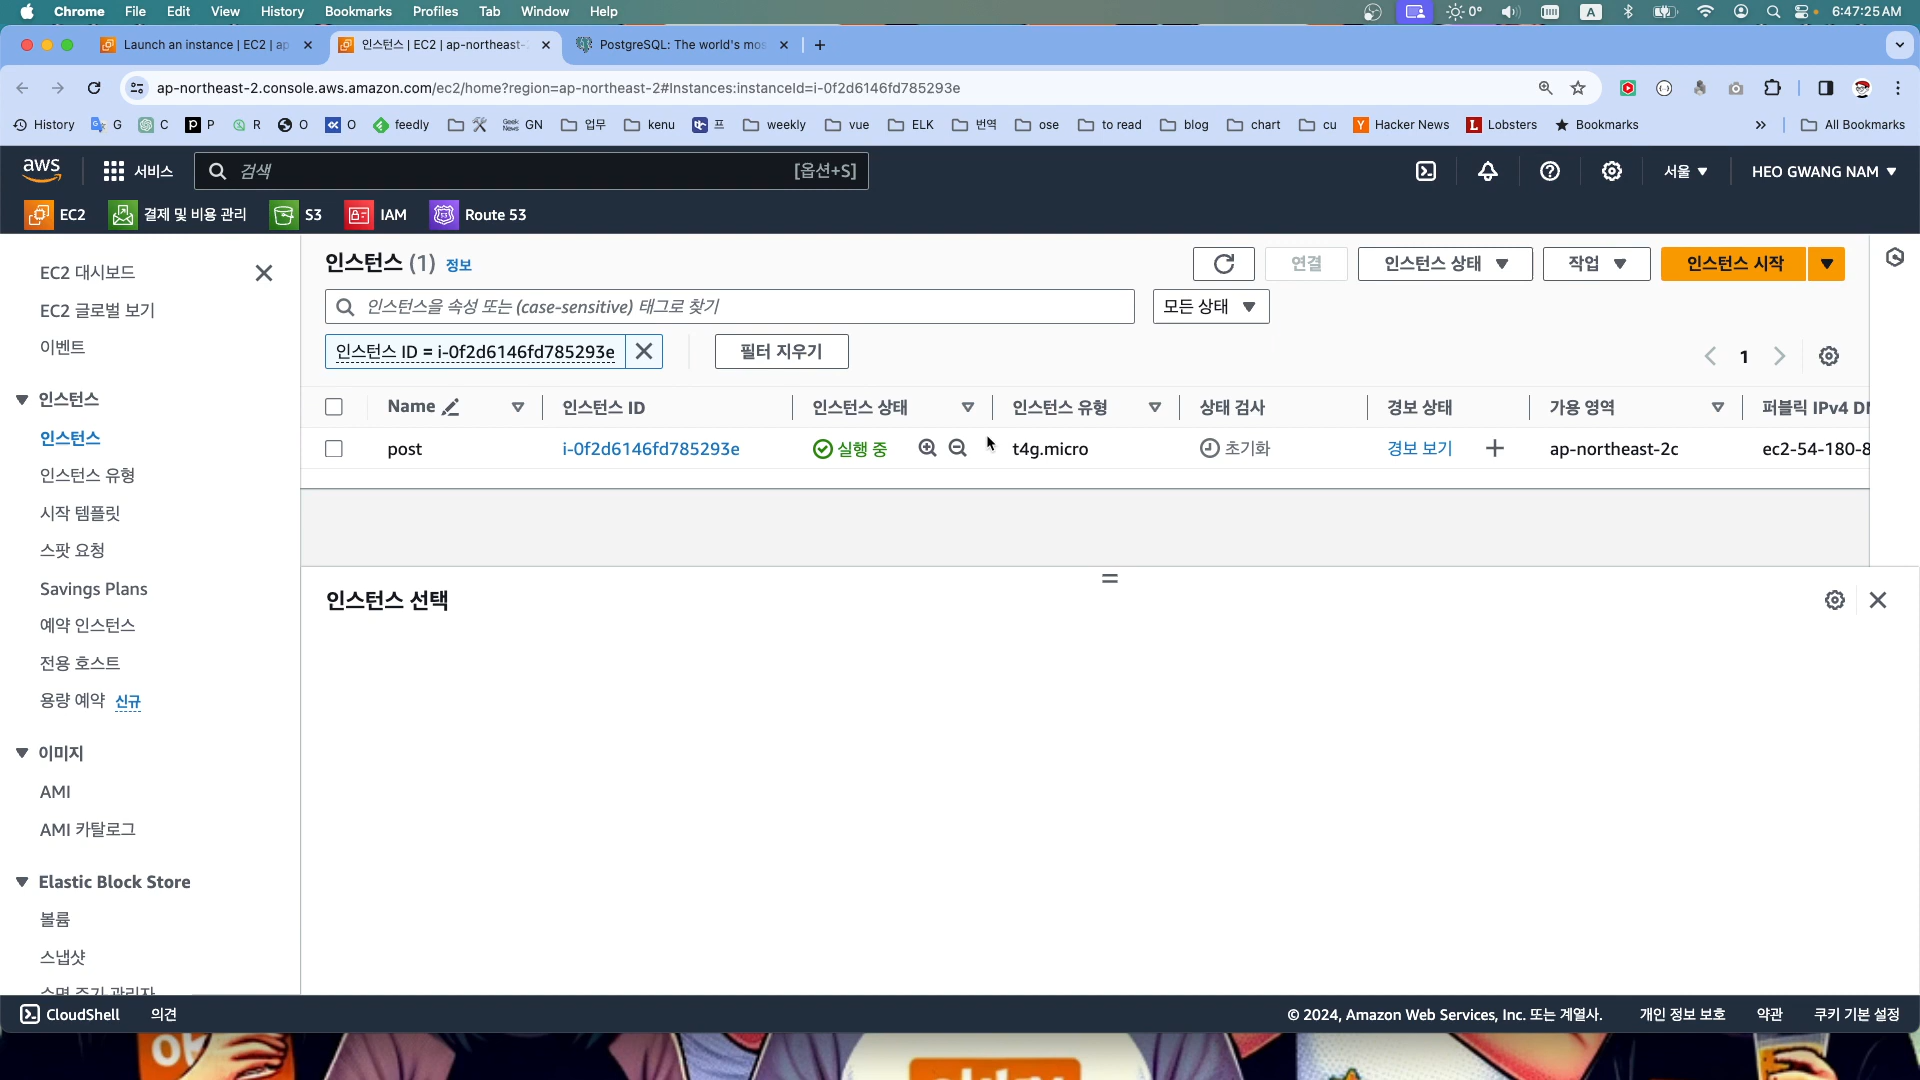 Chrome File Edit View History Bookmarks Profiles Tab Window Help 0° A 6:47:25 AM
Launch an instance | EC2 | ap
인스턴스 | EC2 | ap-northeast-
PostgreSQL: The world's mos
ap-northeast-2.console.aws.amazon.com/ec2/home?region=ap-northeast-2#Instances:instanceId=i-0f2d6146fd785293e
History G C P R O O feedly GN 업무 kenu 프 weekly vue ELK 번역 ose to read blog chart cu Hacker News Lobsters Bookmarks » All Bookmarks
aws 서비스 검색 [옵션+S] 서울 HEO GWANG NAM
EC2 결제 및 비용 관리 S3 IAM Route 53
EC2 대시보드
EC2 글로벌 보기
이벤트
인스턴스
인스턴스
인스턴스 유형
시작 템플릿
스팟 요청
Savings Plans
예약 인스턴스
전용 호스트
용량 예약 신규
이미지
AMI
AMI 카탈로그
Elastic Block Store
볼륨
스냅샷
수명 주기 관리자
인스턴스 (1) 정보
연결 인스턴스 상태 작업 인스턴스 시작
인스턴스을 속성 또는 (case-sensitive) 태그로 찾기
모든 상태
인스턴스 ID = i-0f2d6146fd785293e
필터 지우기
1
Name 인스턴스 ID 인스턴스 상태 인스턴스 유형 상태 검사 경보 상태 가용 영역 퍼블릭 IPv4
post i-0f2d6146fd785293e 실행 중 t4g.micro 초기화 경보 보기 ap-northeast-2c ec2-54-180-8
인스턴스 선택
CloudShell 의견 © 2024, Amazon Web Services, Inc. 또는 계열사. 개인 정보 보호 약관 쿠키 기본 설정